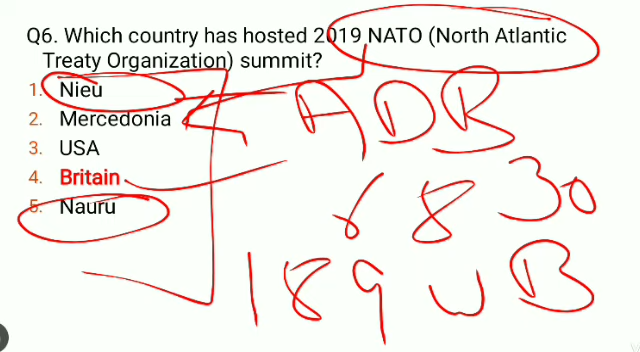 Q6. Which country has hosted 2019 NATO (North Atlantic
Treaty Organization) summit?
1. Nieu
2. Mercedonia
3. USA
4. Britain
5. Nauru
ADB
68 30
189 WB